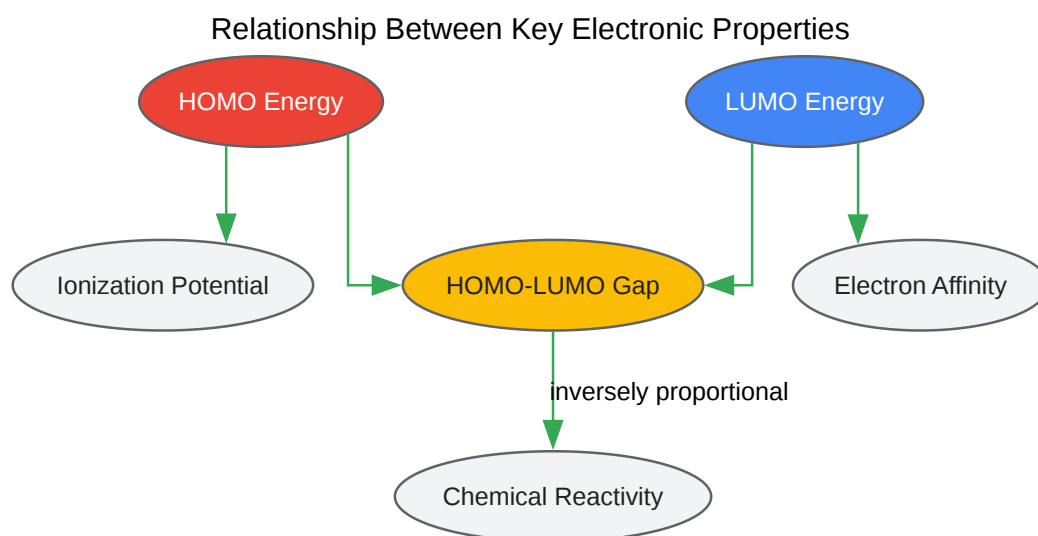 Relationship Between Key Electronic Properties
HOMO Energy
LUMO Energy
Ionization Potential
HOMO-LUMO Gap
Electron Affinity
inversely proportional
Chemical Reactivity